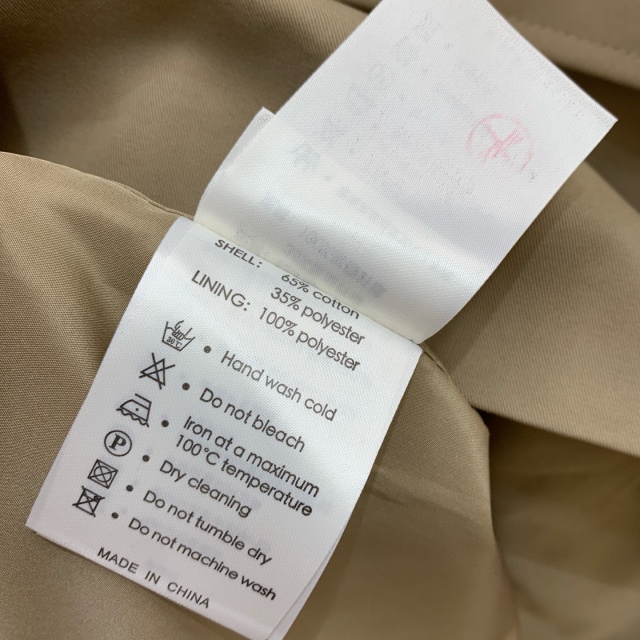 SHELL: 65% cotton
35% polyester
LINING: 100% polyester
30°C
• Hand wash cold
• Do not bleach
• Iron at a maximum
100°C temperature
P
• Dry cleaning
• Do not tumble dry
• Do not machine wash
MADE IN CHINA